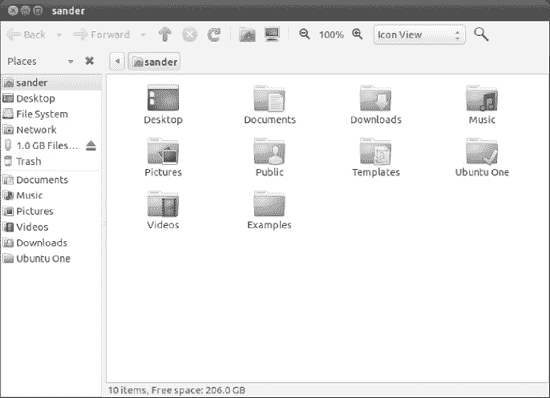 sander
Back Forward 100% Icon View
Places sander
sander
Desktop
File System
Network
1.0 GB Files...
Trash
Documents
Music
Pictures
Videos
Downloads
Ubuntu One
Desktop Documents Downloads Music
Pictures Public Templates Ubuntu One
Videos Examples
10 items, Free space: 206.0 GB